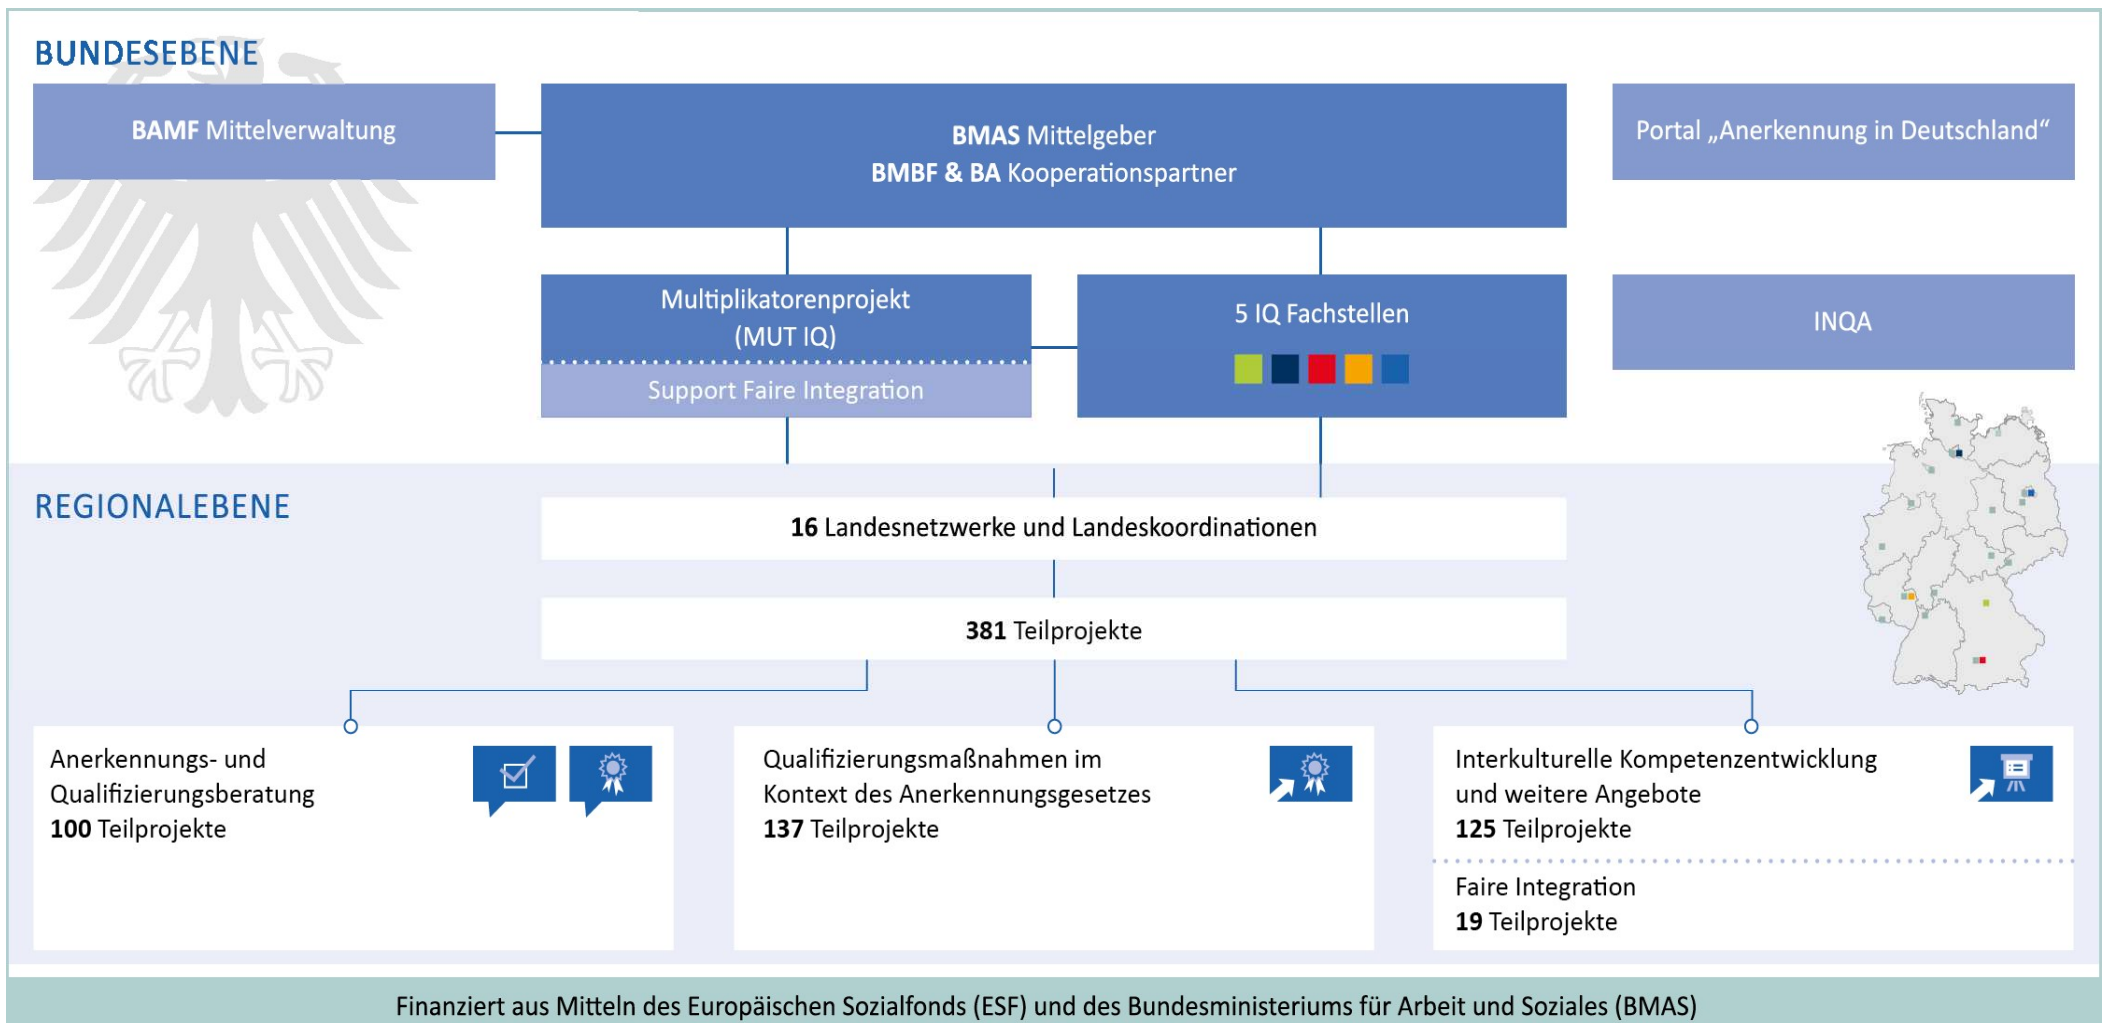 BUNDESEBENE
BAMF Mittelverwaltung
BMAS Mittelgeber
BMBF & BA Kooperationspartner
Portal „Anerkennung in Deutschland“
Multiplikatorenprojekt
(MUT IQ)
Support Faire Integration
5 IQ Fachstellen
INQA
REGIONALEBENE
16 Landesnetzwerke und Landeskoordinationen
381 Teilprojekte
Anerkennungs- und
Qualifizierungsberatung
100 Teilprojekte
Qualifizierungsmaßnahmen im
Kontext des Anerkennungsgesetzes
137 Teilprojekte
Interkulturelle Kompetenzentwicklung
und weitere Angebote
125 Teilprojekte
Faire Integration
19 Teilprojekte
Finanziert aus Mitteln des Europäischen Sozialfonds (ESF) und des Bundesministeriums für Arbeit und Soziales (BMAS)